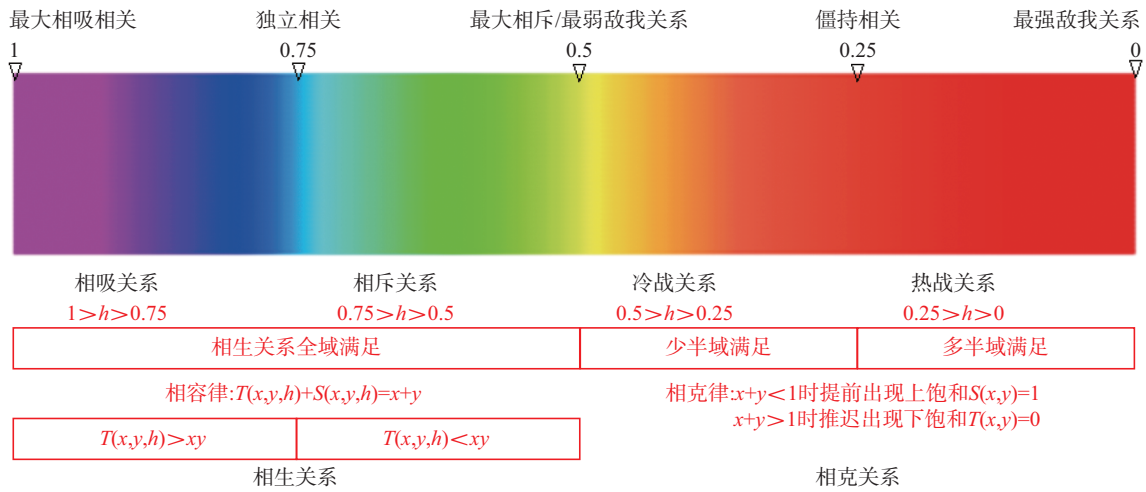 最大相吸相关 独立相关 最大相斥/最弱敌我关系 僵持相关 最强敌我关系
1 0.75 0.5 0.25 0
相吸关系 相斥关系 冷战关系 热战关系
1>h>0.75 0.75>h>0.5 0.5>h>0.25 0.25>h>0
相生关系全域满足 少半域满足 多半域满足
相容律:T(x,y,h)+S(x,y,h)=x+y 相克律:x+y<1时提前出现上饱和S(x,y)=1
x+y>1时推迟出现下饱和T(x,y)=0
T(x,y,h)>xy T(x,y,h)<xy
相生关系 相克关系